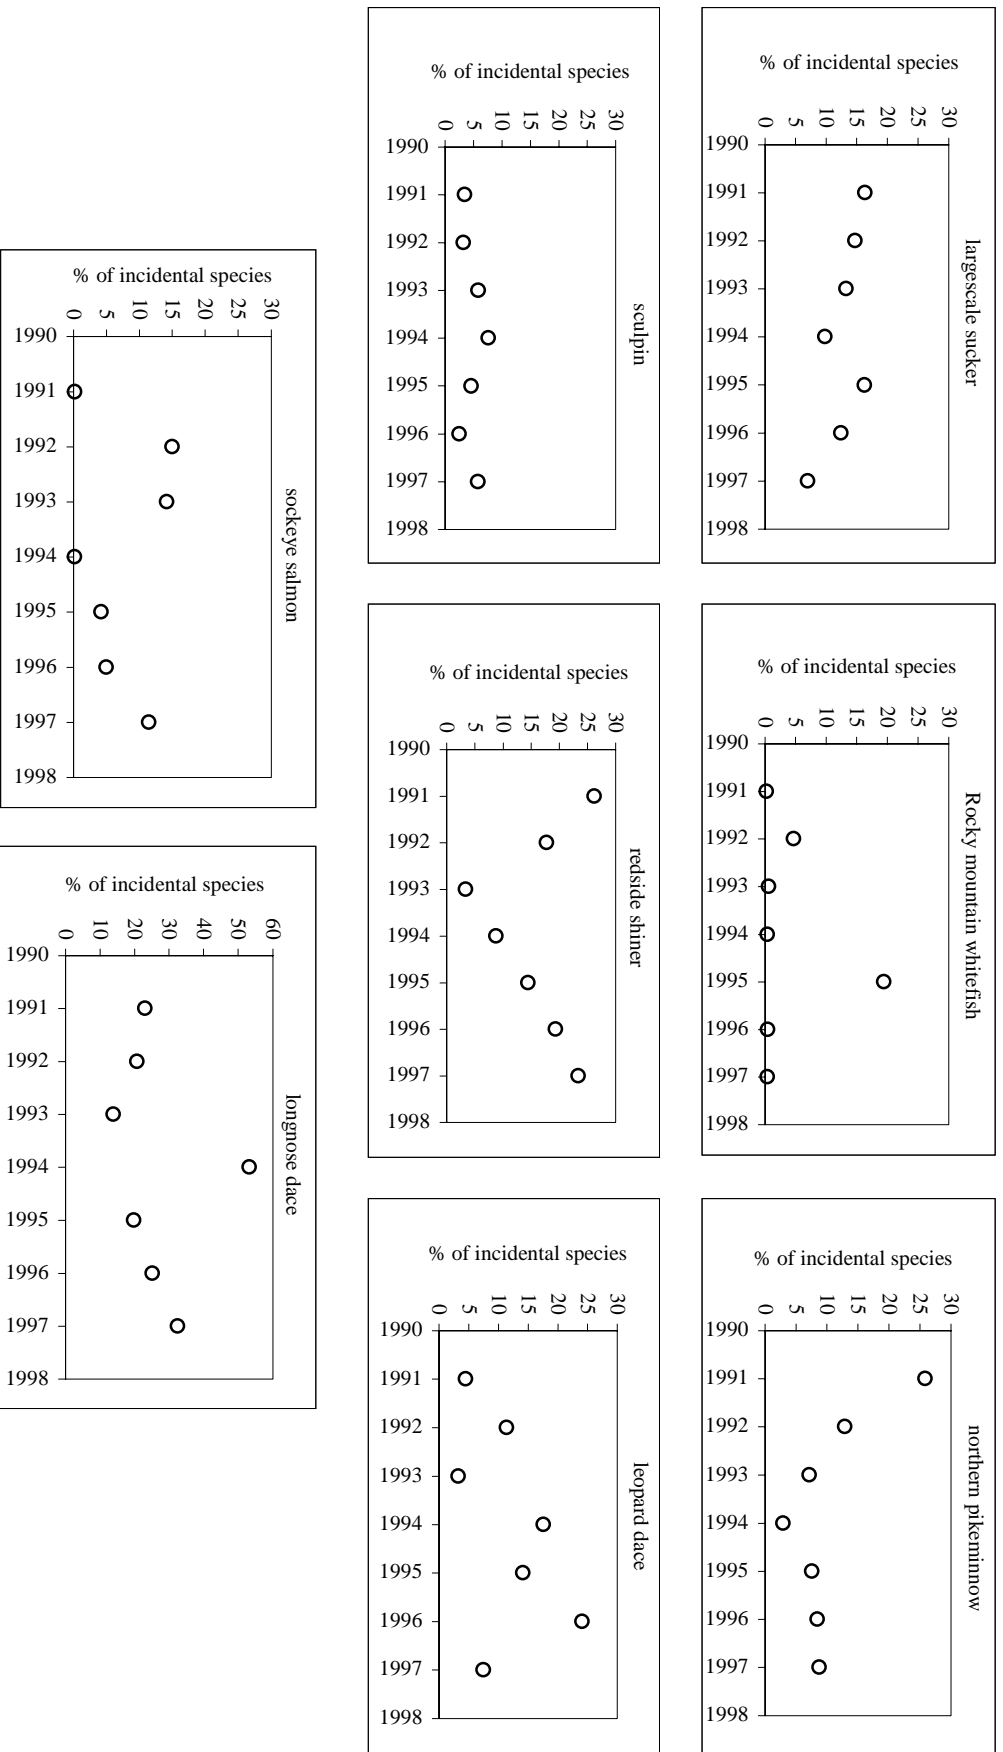 largescale sucker
% of incidental species
30
25
20
15
10
5
0
1990 1991 1992 1993 1994 1995 1996 1997 1998
Rocky mountain whitefish
% of incidental species
30
25
20
15
10
5
0
1990 1991 1992 1993 1994 1995 1996 1997 1998
northern pikeminnow
% of incidental species
30
25
20
15
10
5
0
1990 1991 1992 1993 1994 1995 1996 1997 1998
sculpin
% of incidental species
30
25
20
15
10
5
0
1990 1991 1992 1993 1994 1995 1996 1997 1998
redside shiner
% of incidental species
30
25
20
15
10
5
0
1990 1991 1992 1993 1994 1995 1996 1997 1998
leopard dace
% of incidental species
30
25
20
15
10
5
0
1990 1991 1992 1993 1994 1995 1996 1997 1998
sockeye salmon
% of incidental species
30
25
20
15
10
5
0
1990 1991 1992 1993 1994 1995 1996 1997 1998
longnose dace
% of incidental species
60
50
40
30
20
10
0
1990 1991 1992 1993 1994 1995 1996 1997 1998